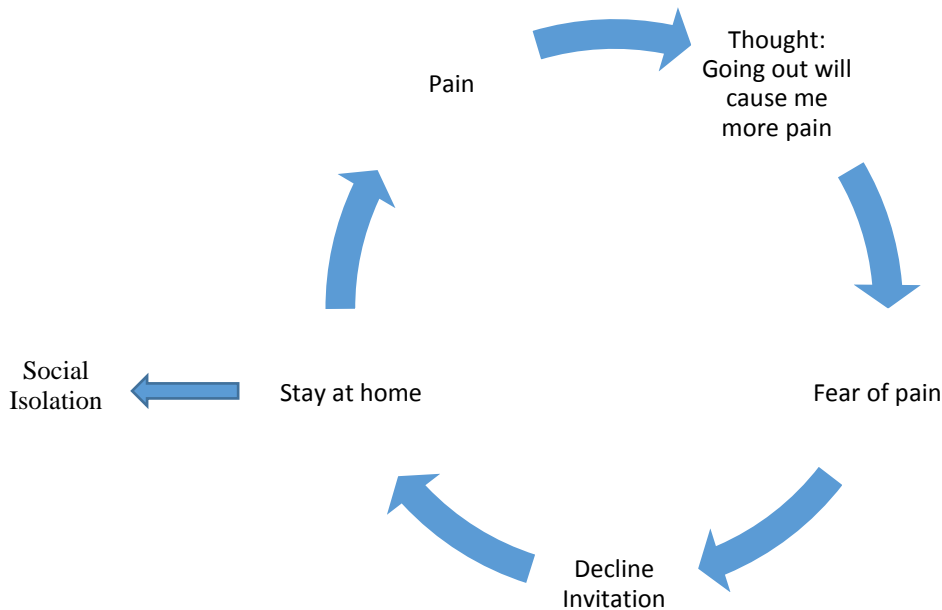 Pain
Thought:
Going out will
cause me
more pain
Fear of pain
Decline
Invitation
Stay at home
Social
Isolation